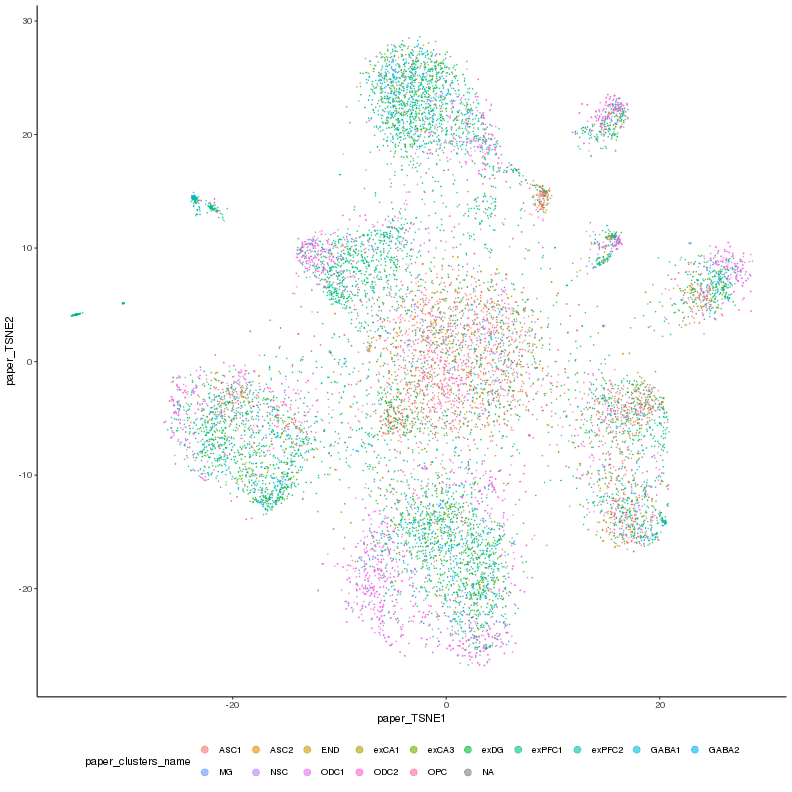 30
20
10
0
-10
-20
paper_TSNE2
-20 0 20
paper_TSNE1
paper_clusters_name
ASC1 ASC2 END exCA1 exCA3 exDG exPFC1 exPFC2 GABA1 GABA2
MG NSC ODC1 ODC2 OPC NA